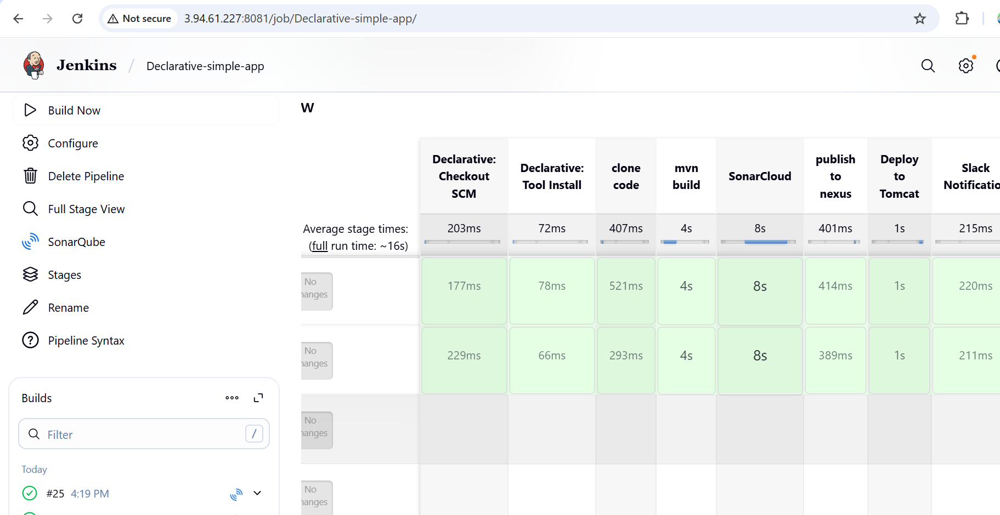 Not secure
3.94.61.227:8081/job/Declarative-simple-app/
Jenkins / Declarative-simple-app
Build Now
Configure
Delete Pipeline
Full Stage View
SonarQube
Stages
Rename
Pipeline Syntax
Builds
Filter
/
Today
#25 4:19 PM
W
Declarative:
Checkout
SCM
Declarative:
Tool Install
clone
code
mvn
build
SonarCloud
publish
to
nexus
Deploy
to
Tomcat
Slack
Notificatio
Average stage times:
(full run time: ~16s)
203ms
72ms
407ms
4s
8s
401ms
1s
215ms
No
hanges
177ms
78ms
521ms
4s
8s
414ms
1s
220ms
No
hanges
229ms
66ms
293ms
4s
8s
389ms
1s
211ms
No
hanges
No
hanges